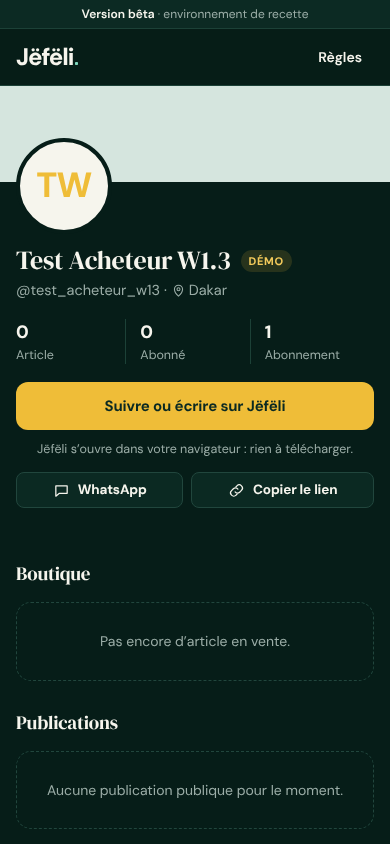 Version bêta · environnement de recette
Jëfëli.
Règles
TW
Test Acheteur W1.3 DÉMO
@test_acheteur_w13 · Dakar
0
Article
0
Abonné
1
Abonnement
Suivre ou écrire sur Jëfëli
Jëfëli s’ouvre dans votre navigateur : rien à télécharger.
WhatsApp
Copier le lien
Boutique
Pas encore d’article en vente.
Publications
Aucune publication publique pour le moment.